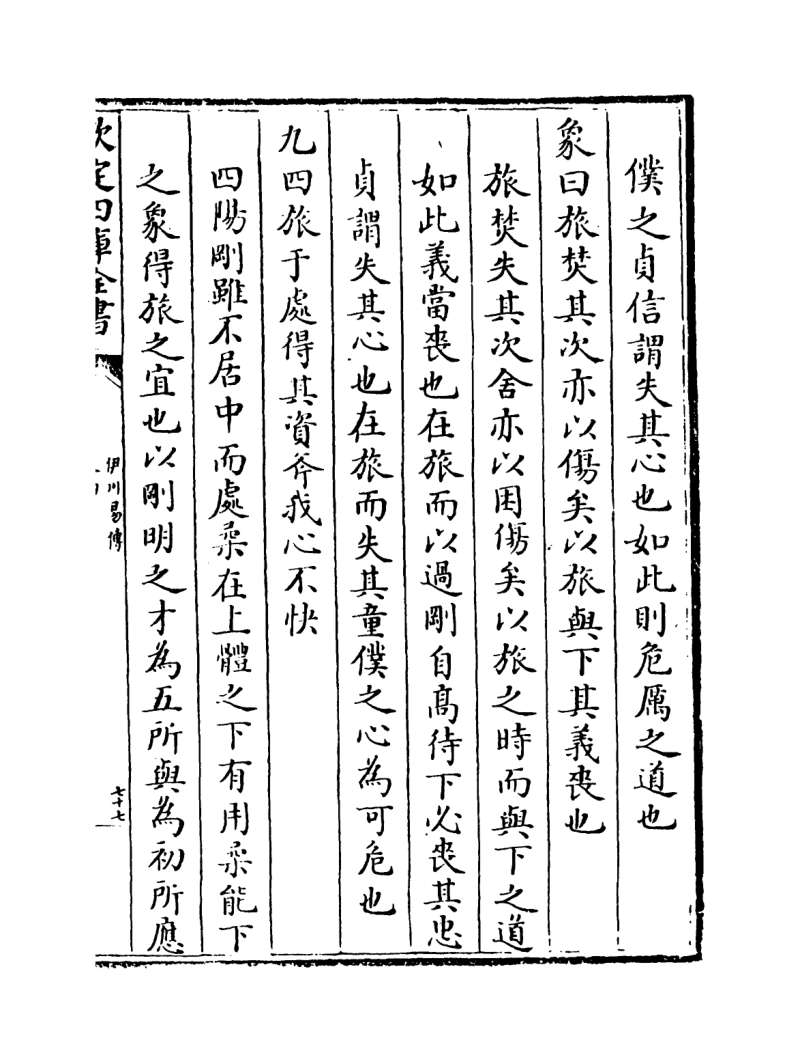 僕之貞信謂失其心也如此則危厲之道也
象曰旅焚其次亦以傷矣以旅與下其義喪也
旅焚失其次舍亦以困傷矣以旅之時而與下之道
如此義當喪也在旅而以過剛自髙待下必喪其忠
貞謂失其心也在旅而失其童僕之心為可危也
九四旅于處得其資斧我心不快
四陽剛雖不居中而處柔在上體之下有用柔能下
之象得旅之宜也以剛明之才為五所與為初所應
欽定四庫全書
伊川易傳
七十七